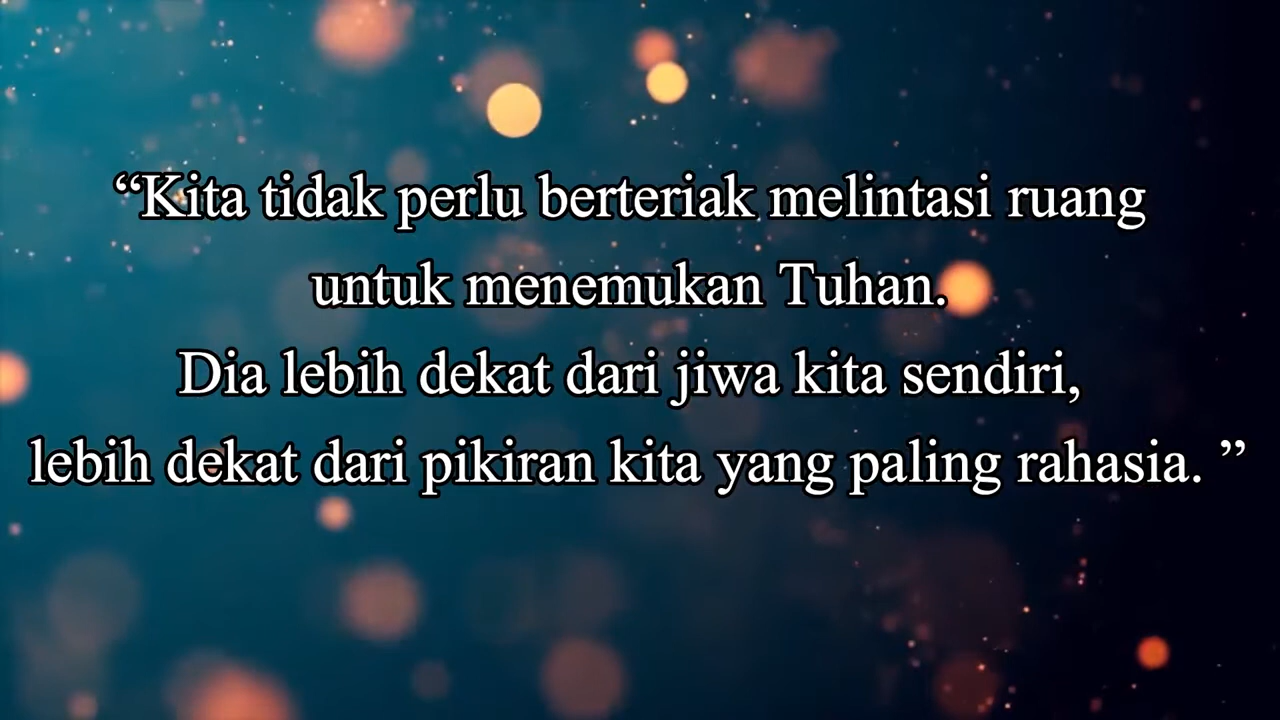 “Kita tidak perlu berteriak melintasi ruang
untuk menemukan Tuhan.
Dia lebih dekat dari jiwa kita sendiri,
lebih dekat dari pikiran kita yang paling rahasia. ”